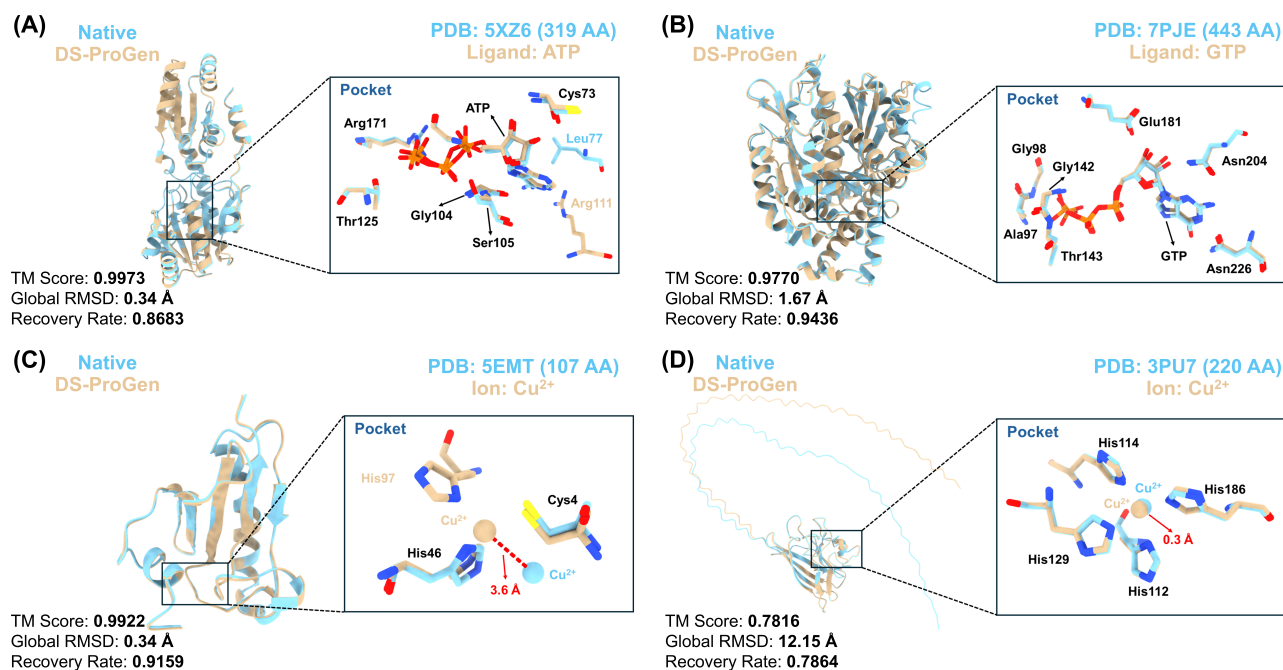 (A)
Native
DS-ProGen
PDB: 5XZ6 (319 AA)
Ligand: ATP
Pocket
ATP
Cys73
Arg171
Leu77
Thr125
Gly104
Ser105
Arg111
TM Score: 0.9973
Global RMSD: 0.34 Å
Recovery Rate: 0.8683
(B)
Native
DS-ProGen
PDB: 7PJE (443 AA)
Ligand: GTP
Pocket
Glu181
Gly98
Gly142
Asn204
Ala97
Thr143
GTP
Asn226
TM Score: 0.9770
Global RMSD: 1.67 Å
Recovery Rate: 0.9436
(C)
Native
DS-ProGen
PDB: 5EMT (107 AA)
Ion: Cu²⁺
Pocket
His97
Cys4
Cu²⁺
His46
Cu²⁺
3.6 Å
TM Score: 0.9922
Global RMSD: 0.34 Å
Recovery Rate: 0.9159
(D)
Native
DS-ProGen
PDB: 3PU7 (220 AA)
Ion: Cu²⁺
Pocket
His114
Cu²⁺
Cu²⁺
His186
0.3 Å
His129
His112
TM Score: 0.7816
Global RMSD: 12.15 Å
Recovery Rate: 0.7864